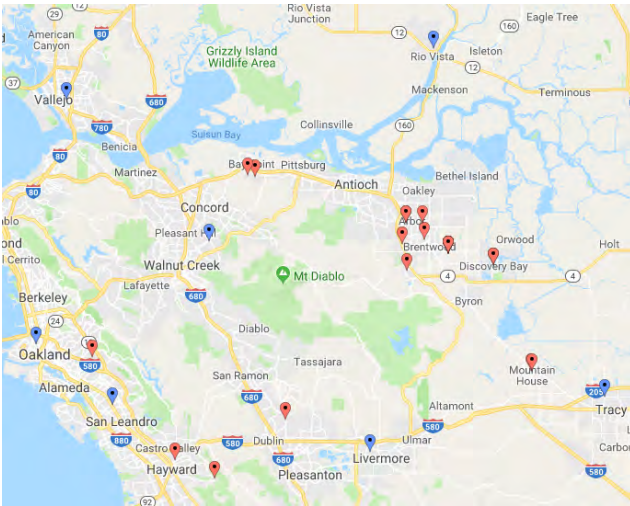 Rio Vista
Junction
Eagle Tree
29
American
Canyon
80
12
160
Rio Vista
Isleton
12
Grizzly Island
Wildlife Area
37
Vallejo
680
Mackenson
Terminous
780
Suisun Bay
Collinsville
160
Benicia
80
Martinez
Pittsburg
Bethel Island
80
Antioch
Oakley
Concord
Pleasant
Brentwood
Orwood
Holt
Walnut Creek
Discovery Bay
El Cerrito
Mt Diablo
4
4
Lafayette
680
Byron
Berkeley
24
Diablo
Oakland
580
Tassajara
Mountain
House
San Ramon
Alameda
680
205
Tracy
San Leandro
Altamont
880
580
580
Dublin
Ulmar
Castro Valley
Hayward
680
Livermore
580
Pleasanton
92